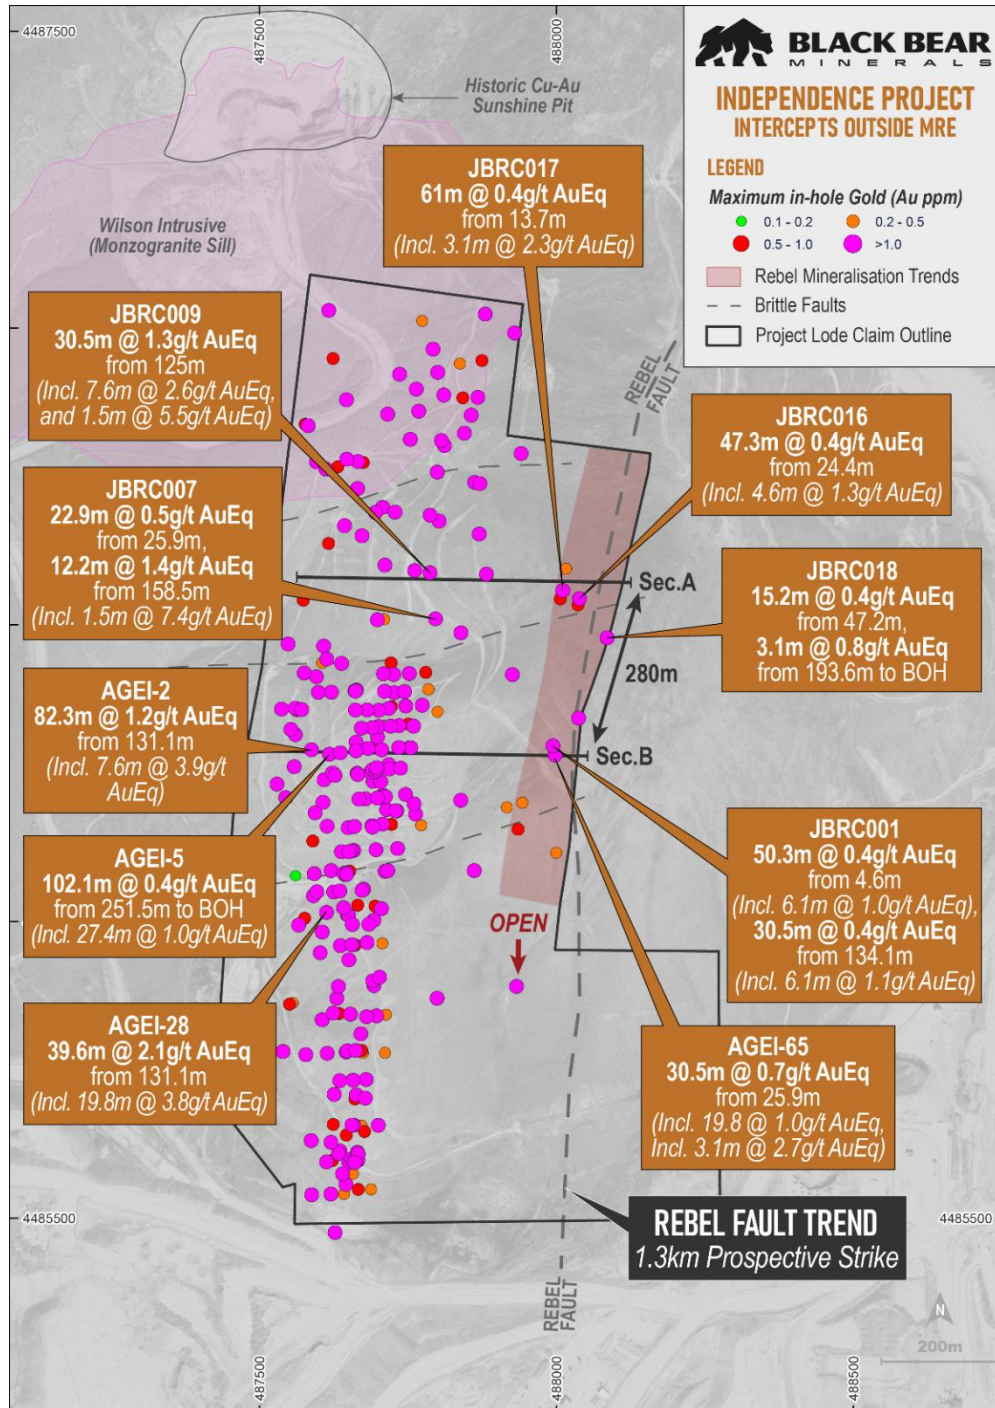 4487500
487500
488000
BLACK BEAR
MINERALS
INDEPENDENCE PROJECT
INTERCEPTS OUTSIDE MRE
LEGEND
Maximum in-hole Gold (Au ppm)
0.1 - 0.2
0.2 - 0.5
0.5 - 1.0
>1.0
Rebel Mineralisation Trends
Brittle Faults
Project Lode Claim Outline
Historic Cu-Au
Sunshine Pit
Wilson Intrusive
(Monzogranite Sill)
JBRC017
61m @ 0.4g/t AuEq
from 13.7m
(Incl. 3.1m @ 2.3g/t AuEq)
JBRC009
30.5m @ 1.3g/t AuEq
from 125m
(Incl. 7.6m @ 2.6g/t AuEq,
and 1.5m @ 5.5g/t AuEq)
REBEL
FAULT
JBRC016
47.3m @ 0.4g/t AuEq
from 24.4m
(Incl. 4.6m @ 1.3g/t AuEq)
JBRC007
22.9m @ 0.5g/t AuEq
from 25.9m,
12.2m @ 1.4g/t AuEq
from 158.5m
(Incl. 1.5m @ 7.4g/t AuEq)
Sec.A
JBRC018
15.2m @ 0.4g/t AuEq
from 47.2m,
3.1m @ 0.8g/t AuEq
from 193.6m to BOH
280m
AGEI-2
82.3m @ 1.2g/t AuEq
from 131.1m
(Incl. 7.6m @ 3.9g/t
AuEq)
Sec.B
AGEI-5
102.1m @ 0.4g/t AuEq
from 251.5m to BOH
(Incl. 27.4m @ 1.0g/t AuEq)
JBRC001
50.3m @ 0.4g/t AuEq
from 4.6m
(Incl. 6.1m @ 1.0g/t AuEq),
30.5m @ 0.4g/t AuEq
from 134.1m
(Incl. 6.1m @ 1.1g/t AuEq)
OPEN
AGEI-28
39.6m @ 2.1g/t AuEq
from 131.1m
(Incl. 19.8m @ 3.8g/t AuEq)
AGEI-65
30.5m @ 0.7g/t AuEq
from 25.9m
(Incl. 19.8 @ 1.0g/t AuEq,
Incl. 3.1m @ 2.7g/t AuEq)
REBEL FAULT TREND
1.3km Prospective Strike
4485500
4485500
REBEL
FAULT
N
200m
487500
488000
488500